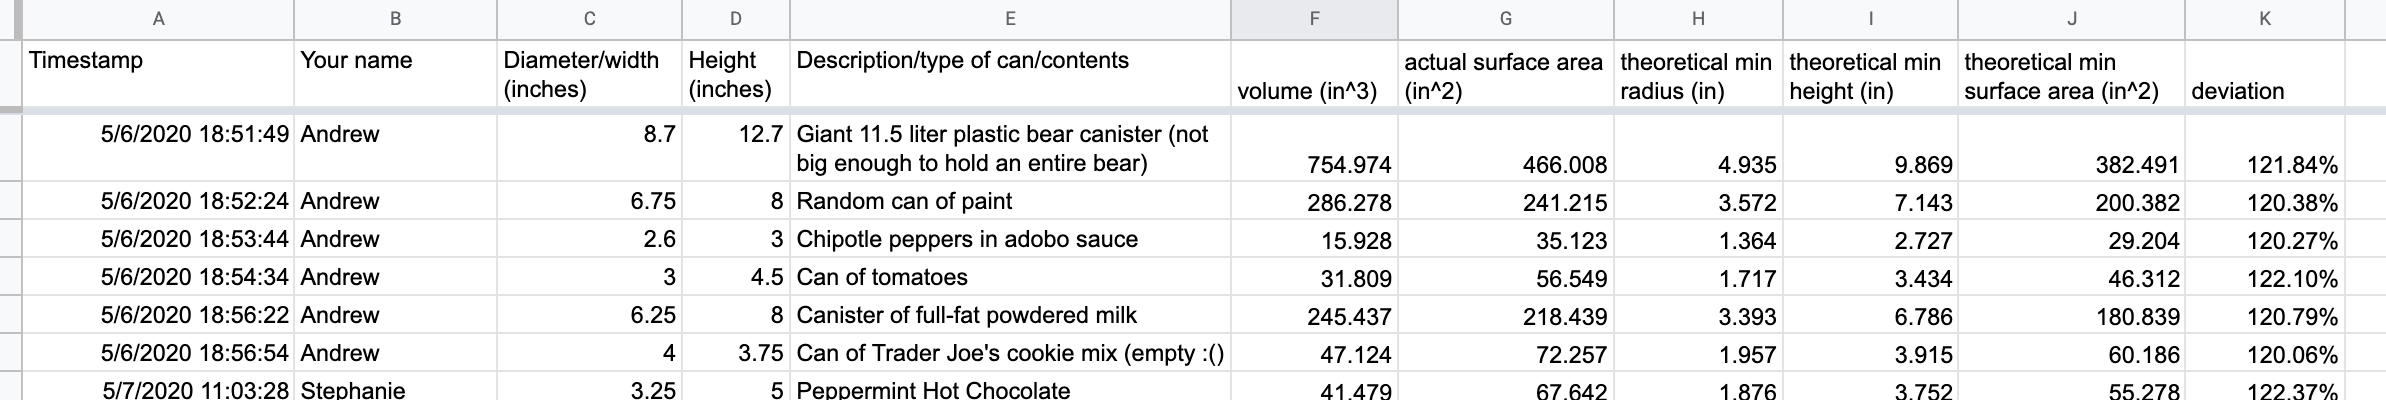 A B C D E F G H I J K
Timestamp Your name Diameter/width (inches) Height (inches) Description/type of can/contents volume (in^3) actual surface area (in^2) theoretical min radius (in) theoretical min height (in) theoretical min surface area (in^2) deviation
5/6/2020 18:51:49 Andrew 8.7 12.7 Giant 11.5 liter plastic bear canister (not big enough to hold an entire bear) 754.974 466.008 4.935 9.869 382.491 121.84%
5/6/2020 18:52:24 Andrew 6.75 8 Random can of paint 286.278 241.215 3.572 7.143 200.382 120.38%
5/6/2020 18:53:44 Andrew 2.6 3 Chipotle peppers in adobo sauce 15.928 35.123 1.364 2.727 29.204 120.27%
5/6/2020 18:54:34 Andrew 3 4.5 Can of tomatoes 31.809 56.549 1.717 3.434 46.312 122.10%
5/6/2020 18:56:22 Andrew 6.25 8 Canister of full-fat powdered milk 245.437 218.439 3.393 6.786 180.839 120.79%
5/6/2020 18:56:54 Andrew 4 3.75 Can of Trader Joe's cookie mix (empty :() 47.124 72.257 1.957 3.915 60.186 120.06%
5/7/2020 11:03:28 Stephanie 3.25 5 Peppermint Hot Chocolate 41.479 67.642 1.876 3.752 55.278 122.37%